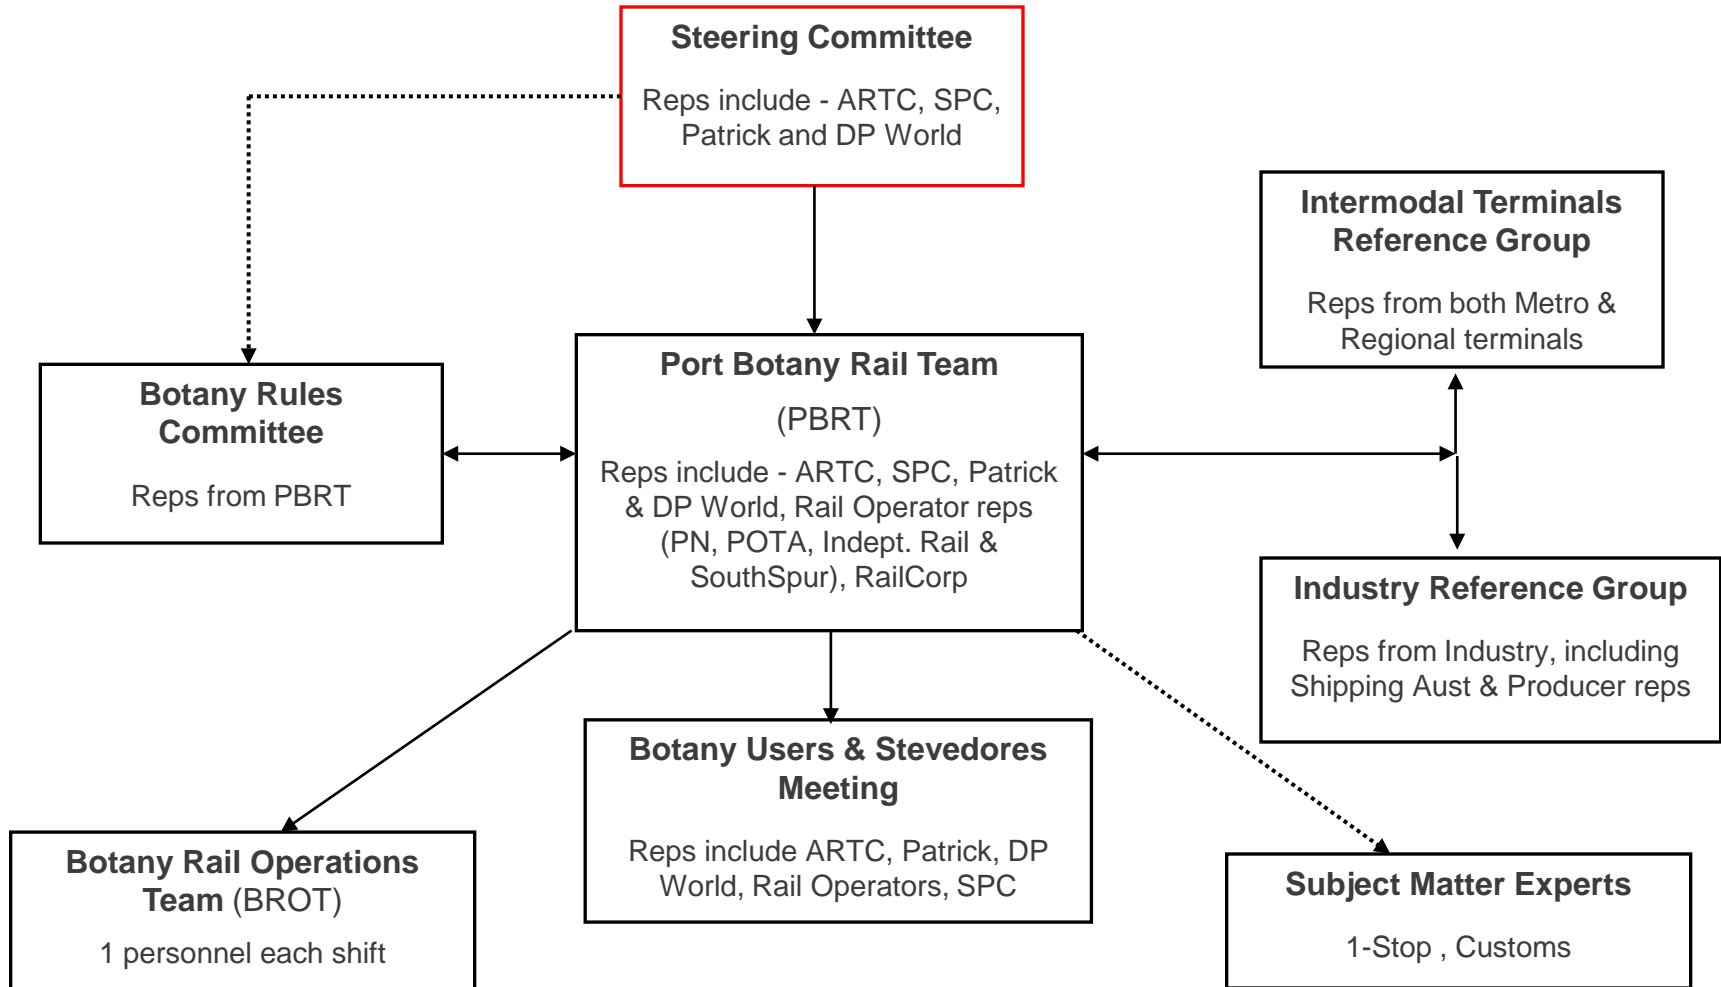 Steering Committee
Reps include - ARTC, SPC,
Patrick and DP World
Intermodal Terminals
Reference Group
Reps from both Metro &
Regional terminals
Port Botany Rail Team
(PBRT)
Reps include - ARTC, SPC, Patrick
& DP World, Rail Operator reps
(PN, POTA, Indept. Rail &
SouthSpur), RailCorp
Botany Rules
Committee
Reps from PBRT
Industry Reference Group
Reps from Industry, including
Shipping Aust & Producer reps
Botany Users & Stevedores
Meeting
Reps include ARTC, Patrick, DP
World, Rail Operators, SPC
Botany Rail Operations
Team (BROT)
1 personnel each shift
Subject Matter Experts
1-Stop , Customs